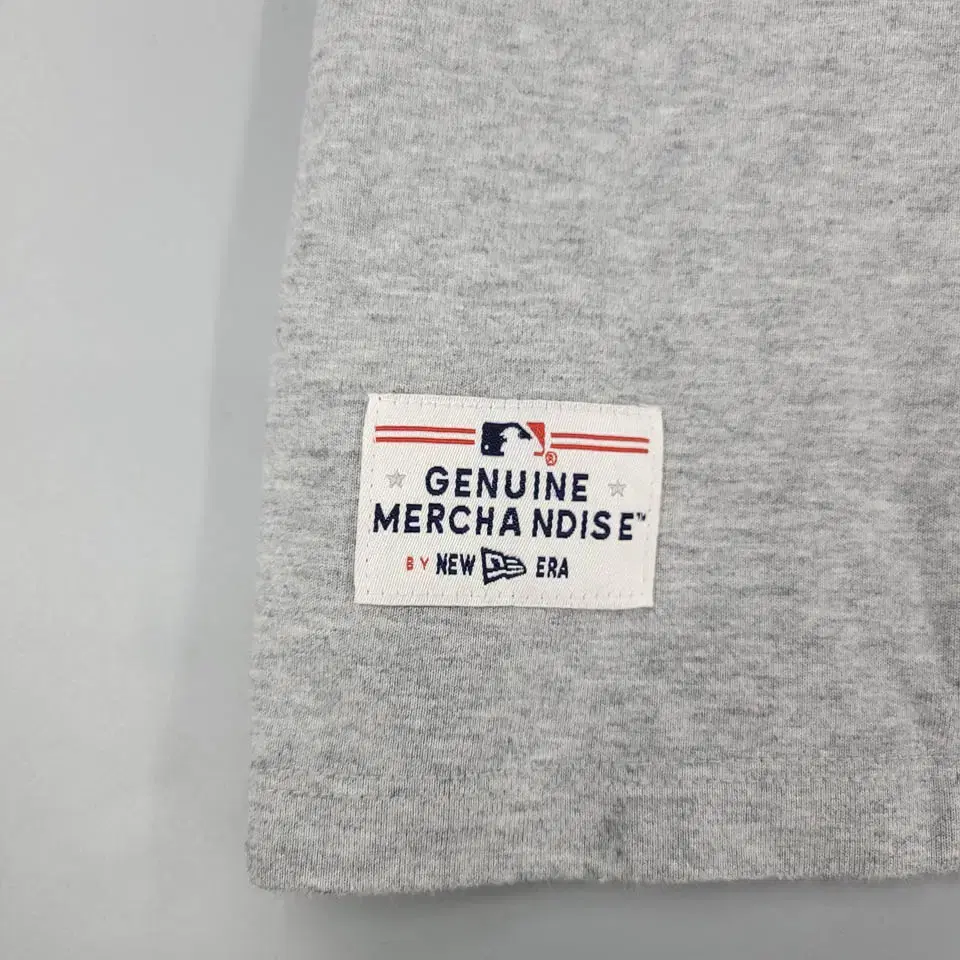 GENUINE
MERCHANDISE™
BY NEW ERA